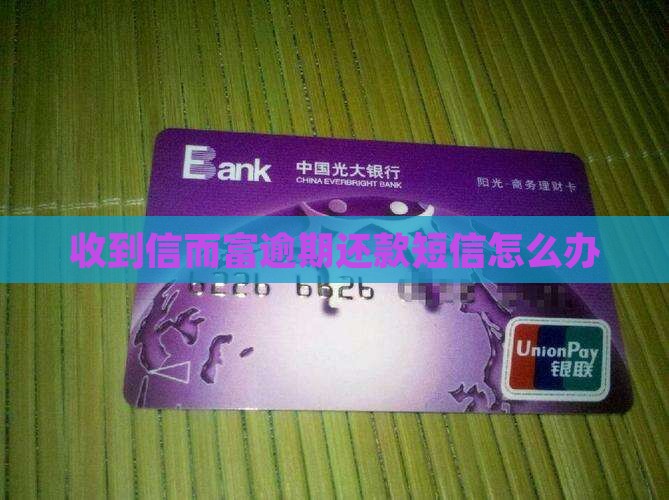 Bank
中国光大银行
CHINA EVERBRIGHT BANK
阳光-商务理财卡
收到信而富逾期还款短信怎么办
6226 6626
UnionPay
银联